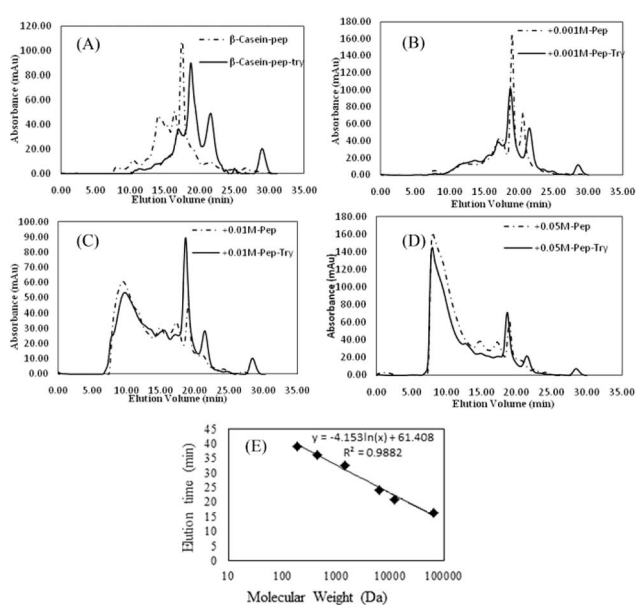 (A)
β-Casein-pep
β-Casein-pep-try
Absorbance (mAu)
120.00
100.00
80.00
60.00
40.00
20.00
0.00
0.00 5.00 10.00 15.00 20.00 25.00 30.00 35.00
Elution Volume (min)
(B)
+0.001M-Pep
+0.001M-Pep-Try
Absorbance (mAu)
180.00
160.00
140.00
120.00
100.00
80.00
60.00
40.00
20.00
0.00
0.00 5.00 10.00 15.00 20.00 25.00 30.00 35.00
Elution Volume (min)
(C)
+0.01M-Pep
+0.01M-Pep-Try
Absorbance (mAu)
100.00
90.00
80.00
70.00
60.00
50.00
40.00
30.00
20.00
10.00
0.00
0.00 5.00 10.00 15.00 20.00 25.00 30.00 35.00
Elution Volume (min)
(D)
+0.05M-Pep
+0.05M-Pep-Try
Absorbance (mAu)
180.00
160.00
140.00
120.00
100.00
80.00
60.00
40.00
20.00
0.00
0.00 5.00 10.00 15.00 20.00 25.00 30.00 35.00
Elution Volume (min)
(E)
y = -4.153ln(x) + 61.408
R² = 0.9882
Elution time (min)
45
40
35
30
25
20
15
10
5
0
10 100 1000 10000 100000
Molecular Weight (Da)